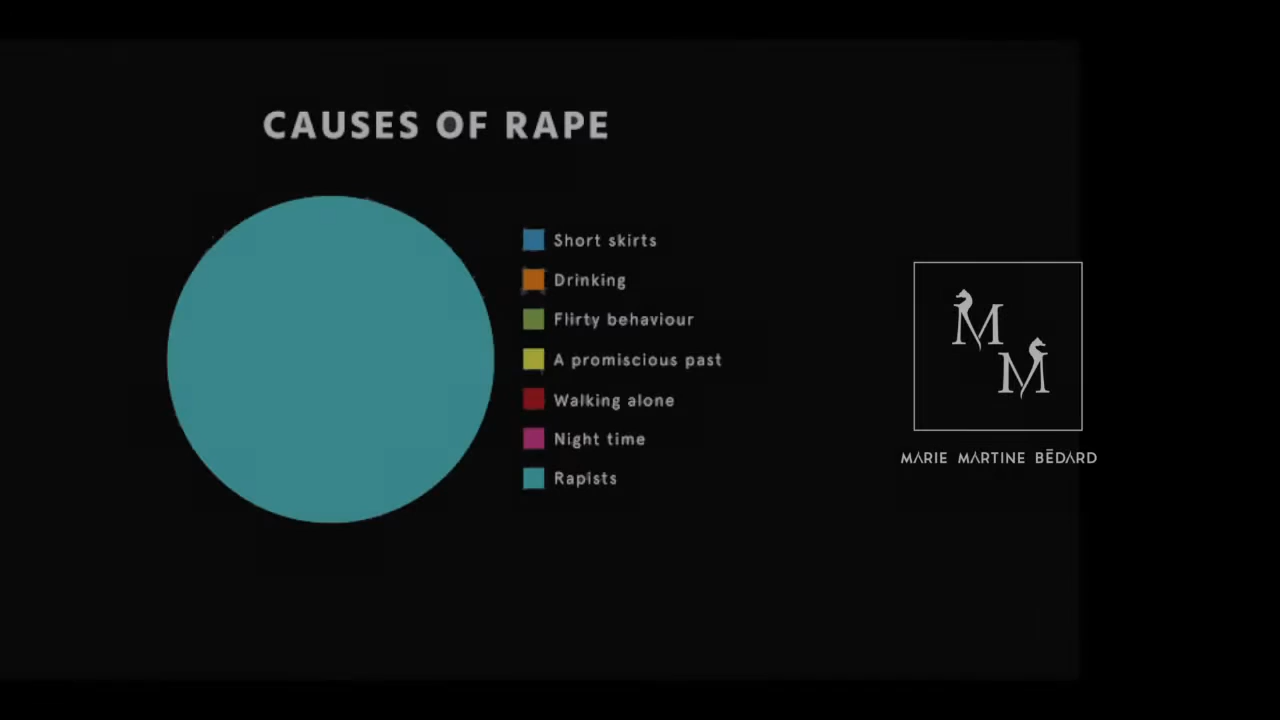 CAUSES OF RAPE
Short skirts
Drinking
Flirty behaviour
A promiscious past
Walking alone
Night time
Rapists
M
M
MARIE MARTINE BĒDARD